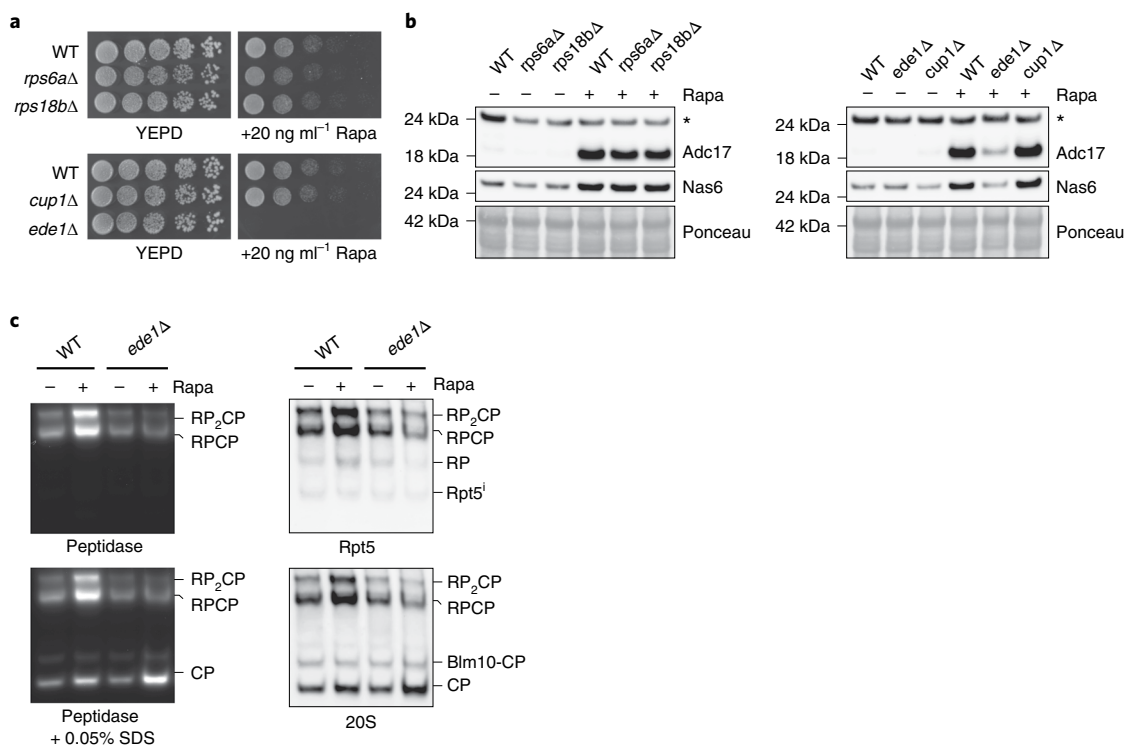 a
WT
rps6aΔ
rps18bΔ
YEPD
+20 ng ml⁻¹ Rapa
WT
cup1Δ
ede1Δ
YEPD
+20 ng ml⁻¹ Rapa
b
WT rps6aΔ rps18bΔ WT rps6aΔ rps18bΔ
– – – + + + Rapa
24 kDa *
18 kDa Adc17
24 kDa Nas6
42 kDa Ponceau
WT ede1Δ cup1Δ WT ede1Δ cup1Δ
– – – + + + Rapa
24 kDa *
18 kDa Adc17
24 kDa Nas6
42 kDa Ponceau
c
WT ede1Δ
– + – + Rapa
RP₂CP
RPCP
Peptidase
RP₂CP
RPCP
CP
Peptidase
+ 0.05% SDS
WT ede1Δ
– + – + Rapa
RP₂CP
RPCP
RP
Rpt5ⁱ
Rpt5
RP₂CP
RPCP
Blm10-CP
CP
20S